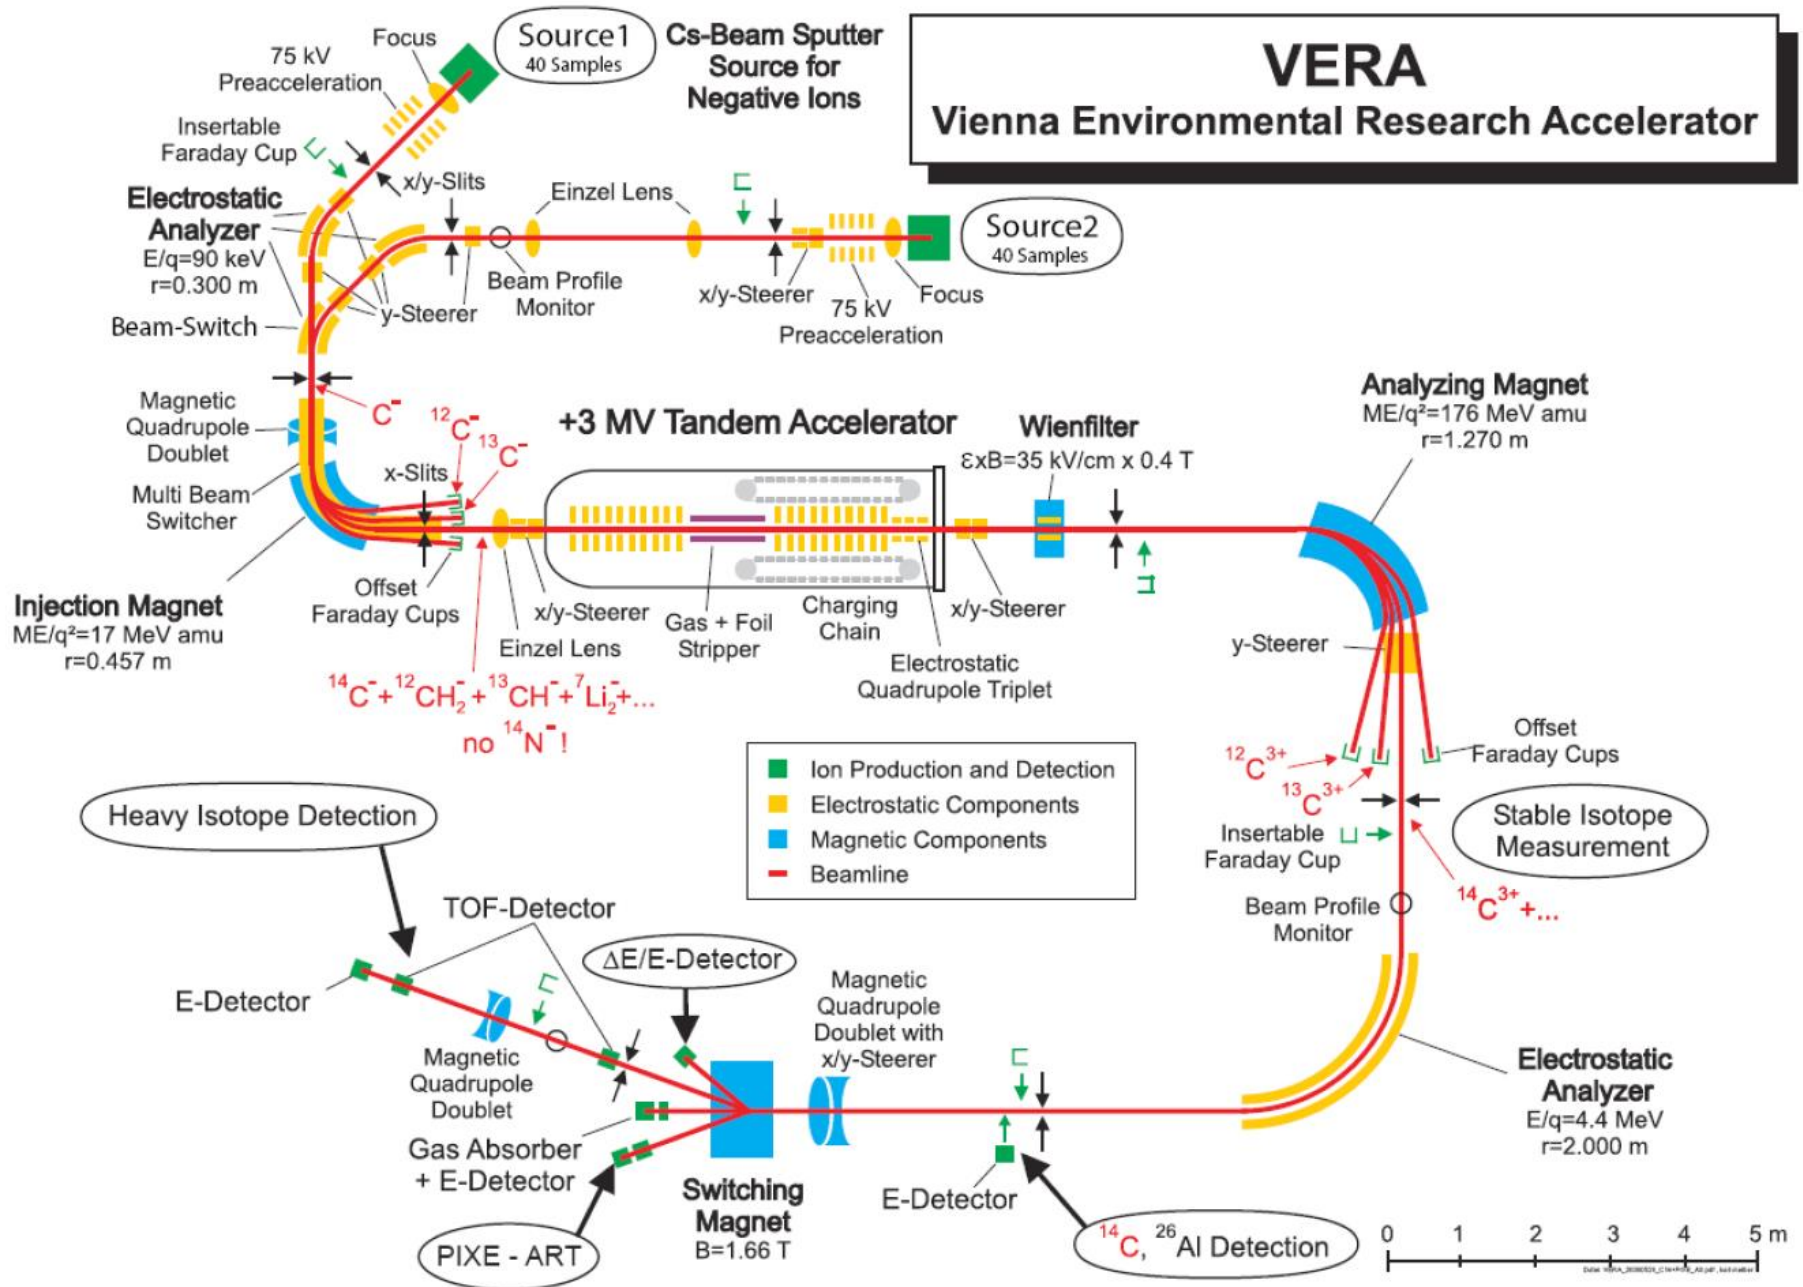 VERA
Vienna Environmental Research Accelerator
Source1
40 Samples
Cs-Beam Sputter
Source for
Negative Ions
Focus
75 kV
Preacceleration
Insertable
Faraday Cup
x/y-Slits
Einzel Lens
Source2
40 Samples
Electrostatic
Analyzer
E/q=90 keV
r=0.300 m
Beam-Switch
y-Steerer
Beam Profile
Monitor
x/y-Steerer
75 kV
Preacceleration
Focus
Magnetic
Quadrupole
Doublet
C⁻
¹²C⁻
¹³C⁻
x-Slits
Multi Beam
Switcher
Injection Magnet
ME/q²=17 MeV amu
r=0.457 m
Offset
Faraday Cups
x/y-Steerer
Einzel Lens
¹⁴C⁻+¹²CH₂⁻+¹³CH⁻+⁷Li₂⁻+...
no ¹⁴N⁻!
+3 MV Tandem Accelerator
Gas + Foil
Stripper
Charging
Chain
Electrostatic
Quadrupole Triplet
x/y-Steerer
Wienfilter
ƐxB=35 kV/cm x 0.4 T
Analyzing Magnet
ME/q²=176 MeV amu
r=1.270 m
y-Steerer
Offset
Faraday Cups
¹²C³⁺
¹³C³⁺
Stable Isotope
Measurement
Insertable
Faraday Cup
¹⁴C³⁺+...
Beam Profile
Monitor
Ion Production and Detection
Electrostatic Components
Magnetic Components
Beamline
Heavy Isotope Detection
TOF-Detector
ΔE/E-Detector
E-Detector
Magnetic
Quadrupole
Doublet
Magnetic
Quadrupole
Doublet with
x/y-Steerer
Gas Absorber
+ E-Detector
PIXE - ART
Switching
Magnet
B=1.66 T
E-Detector
¹⁴C, ²⁶Al Detection
Electrostatic
Analyzer
E/q=4.4 MeV
r=2.000 m
0 1 2 3 4 5 m